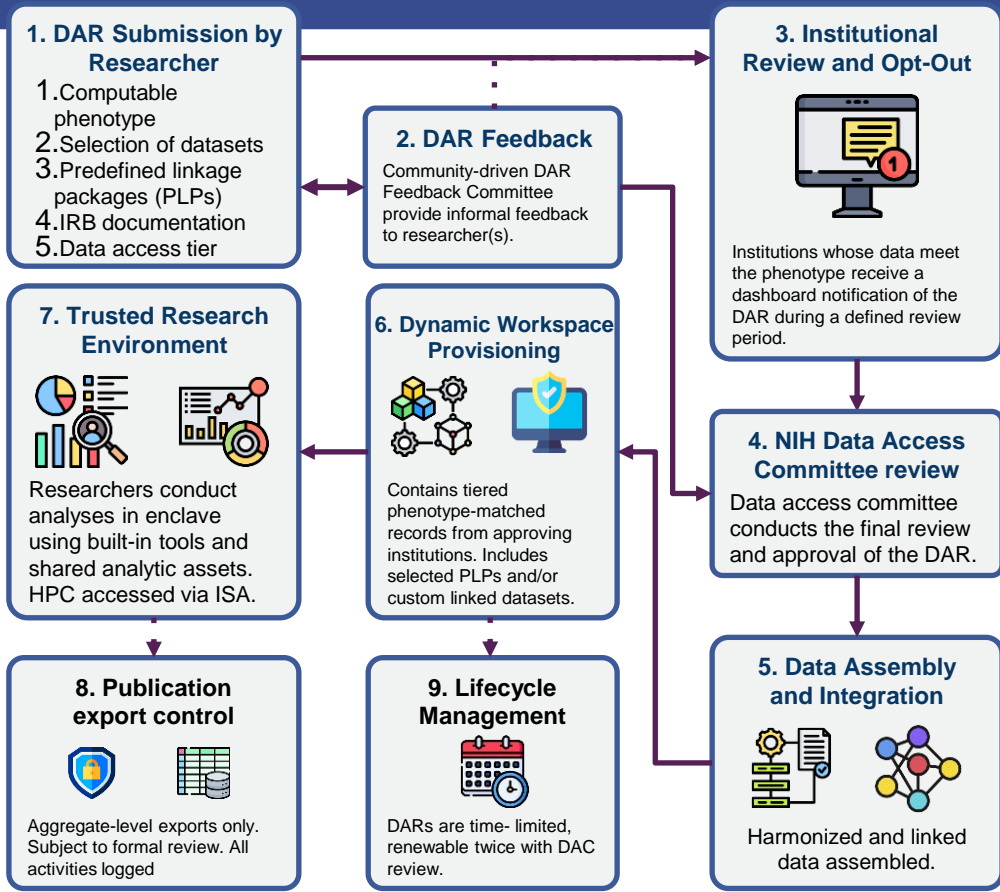 1. DAR Submission by
Researcher
1.Computable
phenotype
2.Selection of datasets
3.Predefined linkage
packages (PLPs)
4.IRB documentation
5.Data access tier
2. DAR Feedback
Community-driven DAR
Feedback Committee
provide informal feedback
to researcher(s).
3. Institutional
Review and Opt-Out
1
Institutions whose data meet
the phenotype receive a
dashboard notification of the
DAR during a defined review
period.
4. NIH Data Access
Committee review
Data access committee
conducts the final review
and approval of the DAR.
5. Data Assembly
and Integration
Harmonized and linked
data assembled.
6. Dynamic Workspace
Provisioning
Contains tiered
phenotype-matched
records from approving
institutions. Includes
selected PLPs and/or
custom linked datasets.
7. Trusted Research
Environment
Researchers conduct
analyses in enclave
using built-in tools and
shared analytic assets.
HPC accessed via ISA.
8. Publication
export control
Aggregate-level exports only.
Subject to formal review. All
activities logged
9. Lifecycle
Management
DARs are time- limited,
renewable twice with DAC
review.